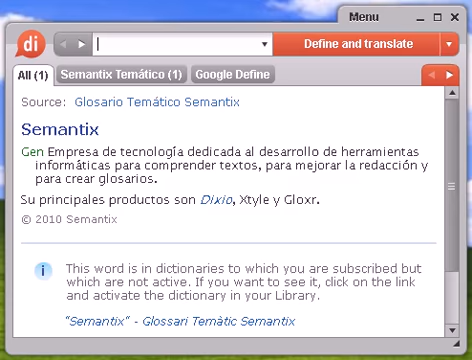 Menu
di
Define and translate
All (1)
Semantix Temático (1)
Google Define
Source: Glosario Temático Semantix
Semantix
Gen Empresa de tecnología dedicada al desarrollo de herramientas
informáticas para comprender textos, para mejorar la redacción y
para crear glosarios.
Su principales productos son Dixio, Xtyle y Gloxr.
© 2010 Semantix
i
This word is in dictionaries to which you are subscribed but
which are not active. If you want to see it, click on the link
and activate the dictionary in your Library.
"Semantix" - Glossari Temàtic Semantix